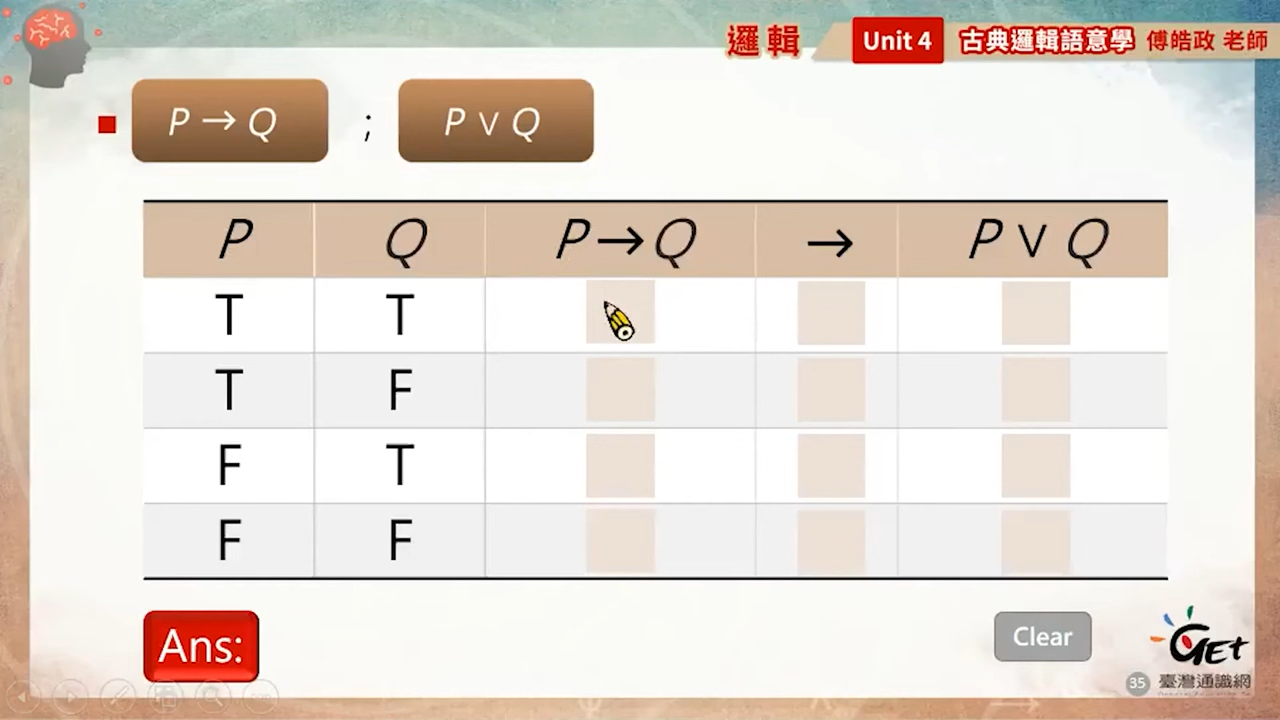 邏輯 Unit 4 古典邏輯語意學 傅皓政 老師
P → Q ; P ∨ Q
P Q P→Q → P ∨ Q
T T
T F
F T
F F
Ans:
Clear
GET
35 臺灣通識網